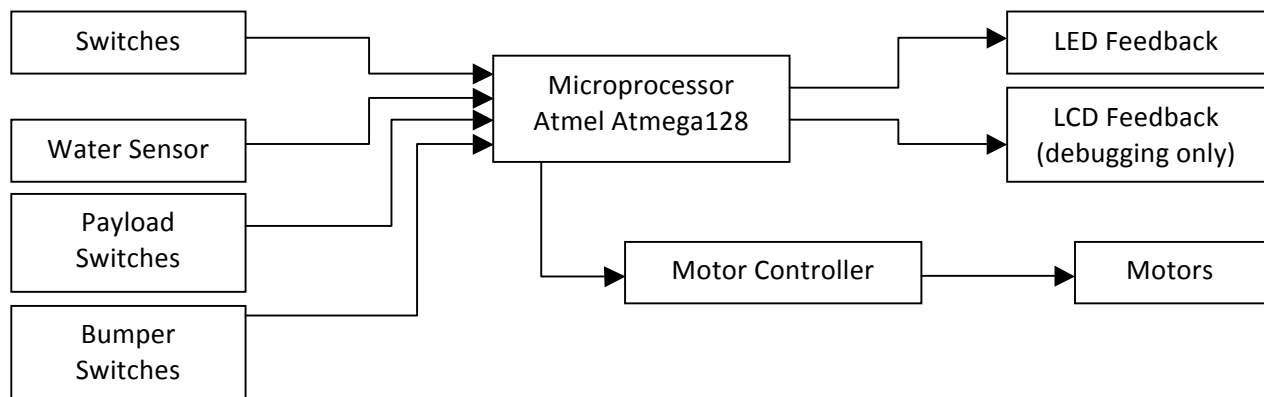 Switches
Water Sensor
Payload
Switches
Bumper
Switches
Microprocessor
Atmel Atmega128
Motor Controller
LED Feedback
LCD Feedback
(debugging only)
Motors